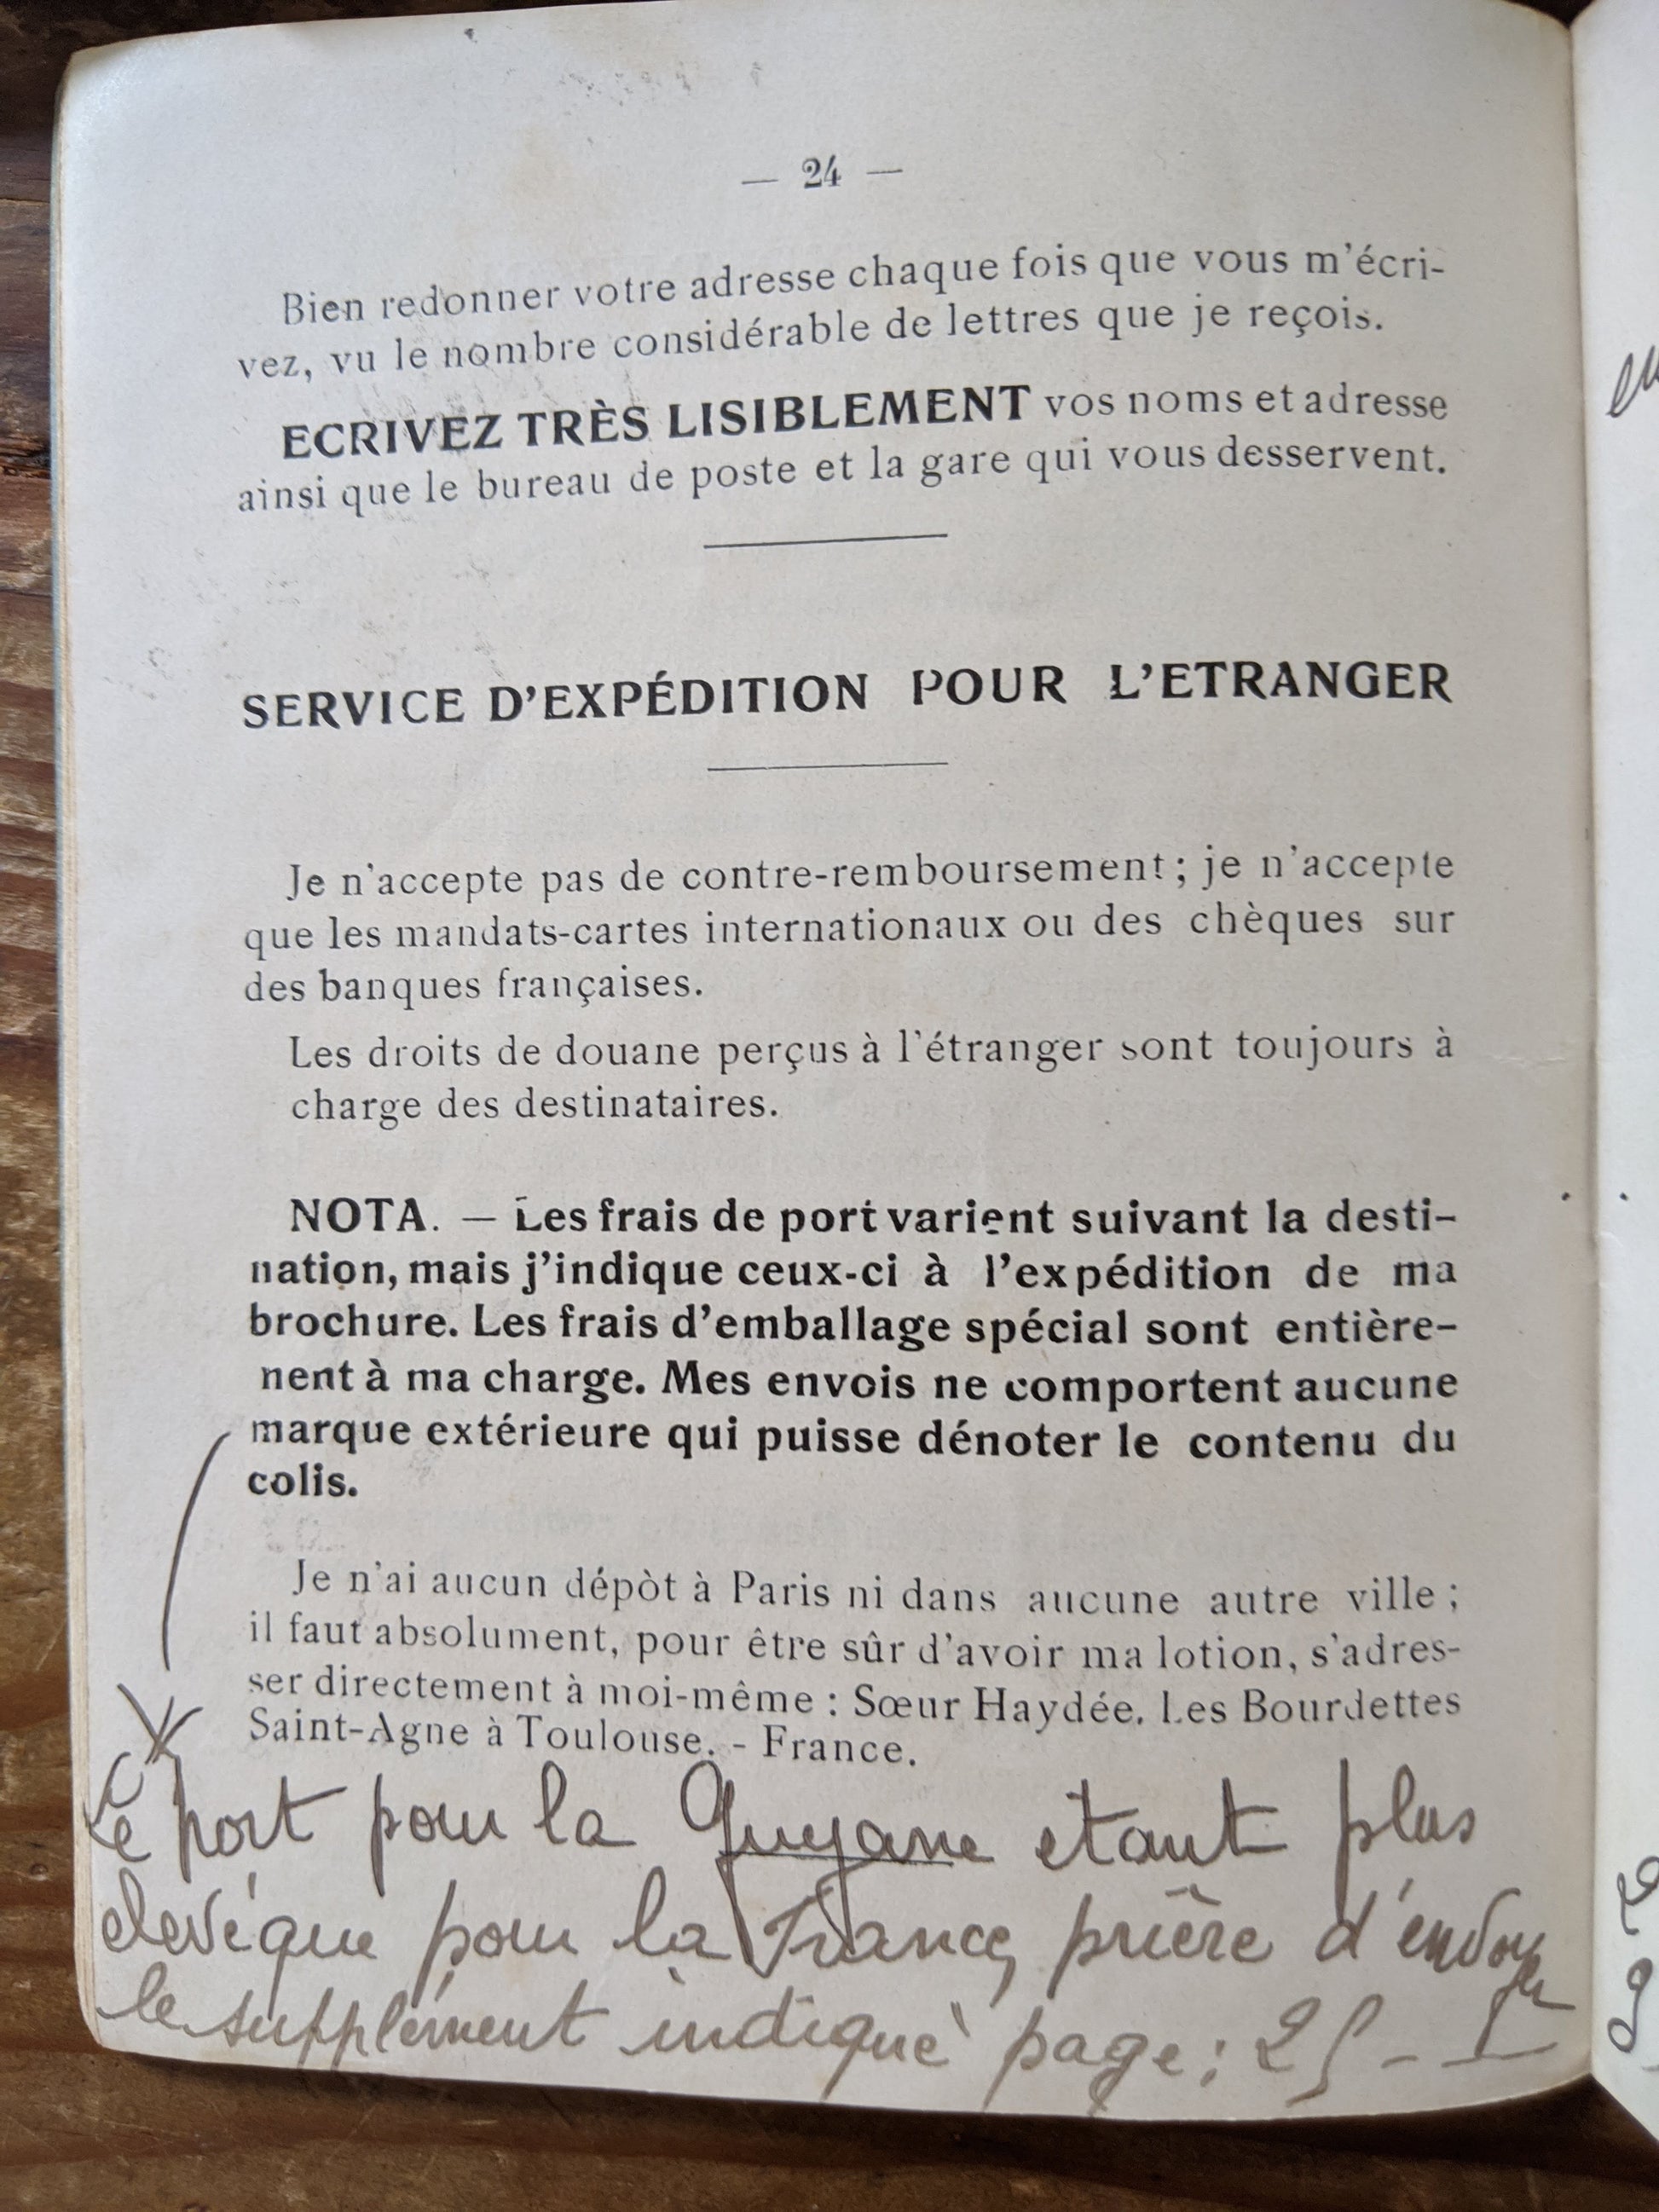 — 24 —
Bien redonner votre adresse chaque fois que vous m'écri-
vez, vu le nombre considérable de lettres que je reçois.
ECRIVEZ TRÈS LISIBLEMENT vos noms et adresse
ainsi que le bureau de poste et la gare qui vous desservent.
SERVICE D'EXPÉDITION POUR L'ETRANGER
Je n'accepte pas de contre-remboursement ; je n'accepte
que les mandats-cartes internationaux ou des chèques sur
des banques françaises.
Les droits de douane perçus à l'étranger sont toujours à
charge des destinataires.
NOTA. — Les frais de port varient suivant la desti-
nation, mais j'indique ceux-ci à l'expédition de ma
brochure. Les frais d'emballage spécial sont entière-
nent à ma charge. Mes envois ne comportent aucune
marque extérieure qui puisse dénoter le contenu du
colis.
Je n'ai aucun dépòt à Paris ni dans aucune autre ville ;
il faut absolument, pour être sûr d'avoir ma lotion, s'adres-
ser directement à moi-même : Sœur Haydée. Les Bourdettes
Saint-Agne à Toulouse. - France.
Le port pour la Guyane etant plus
elevé que pour la France, prière d'envoyer
le supplément indiqué page : 25 -